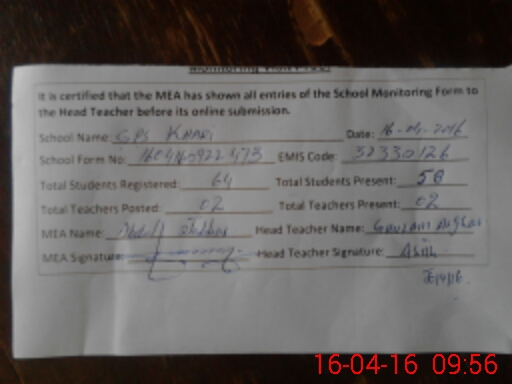 It is certified that the MEA has shown all entries of the School Monitoring Form to
the Head Teacher before its online submission.
School Name: GPS KHAKI Date: 16-04-2016
School Form No: EMIS Code: 32330126
Total Students Registered: 64 Total Students Present: 50
Total Teachers Posted: 02 Total Teachers Present: 02
MEA Name: Head Teacher Name:
MEA Signature: Head Teacher Signature:
16-04-16 09:56